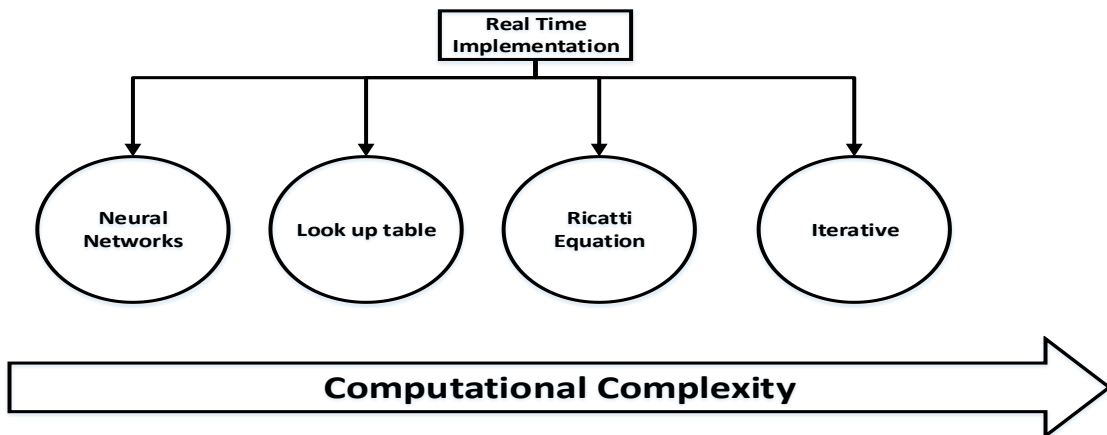 Real Time
Implementation
Neural
Networks
Look up table
Ricatti
Equation
Iterative
Computational Complexity